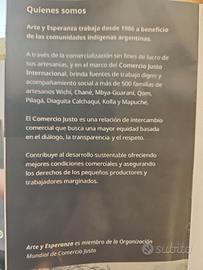 Quienes somos
Arte y Esperanza trabaja desde 1986 a beneficio
de las comunidades indígenas argentinas.
A través de la comercialización sin fines de lucro de
sus artesanías, y en el marco del Comercio Justo
Internacional, brinda fuentes de trabajo digno y
acompañamiento social a más de 500 familias de
artesanos Wichi, Chané, Mbya-Guaraní, Qom,
Pilagá, Diaguita Calchaquí, Kolla y Mapuche.
El Comercio Justo es una relación de intercambio
comercial que busca una mayor equidad basada
en el diálogo, la transparencia y el respeto.
Contribuye al desarrollo sustentable ofreciendo
mejores condiciones comerciales y asegurando
los derechos de los pequeños productores y
trabajadores marginados.
Arte y Esperanza es miembro de la Organización
Mundial de Comercio Justo
subito